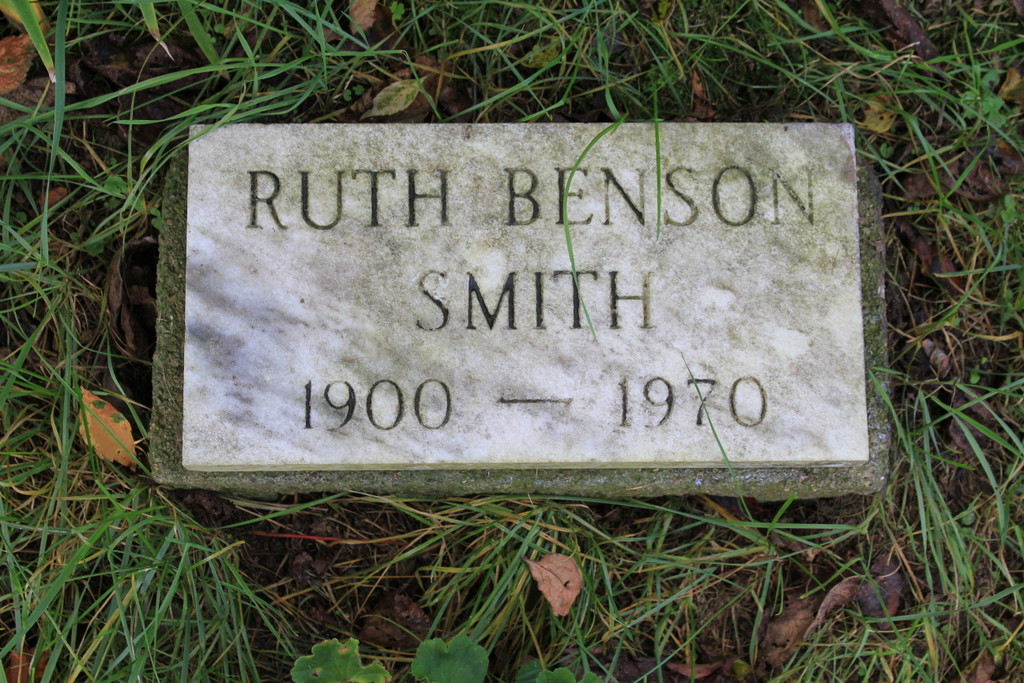 RUTH BENSON
SMITH
1900 — 1970